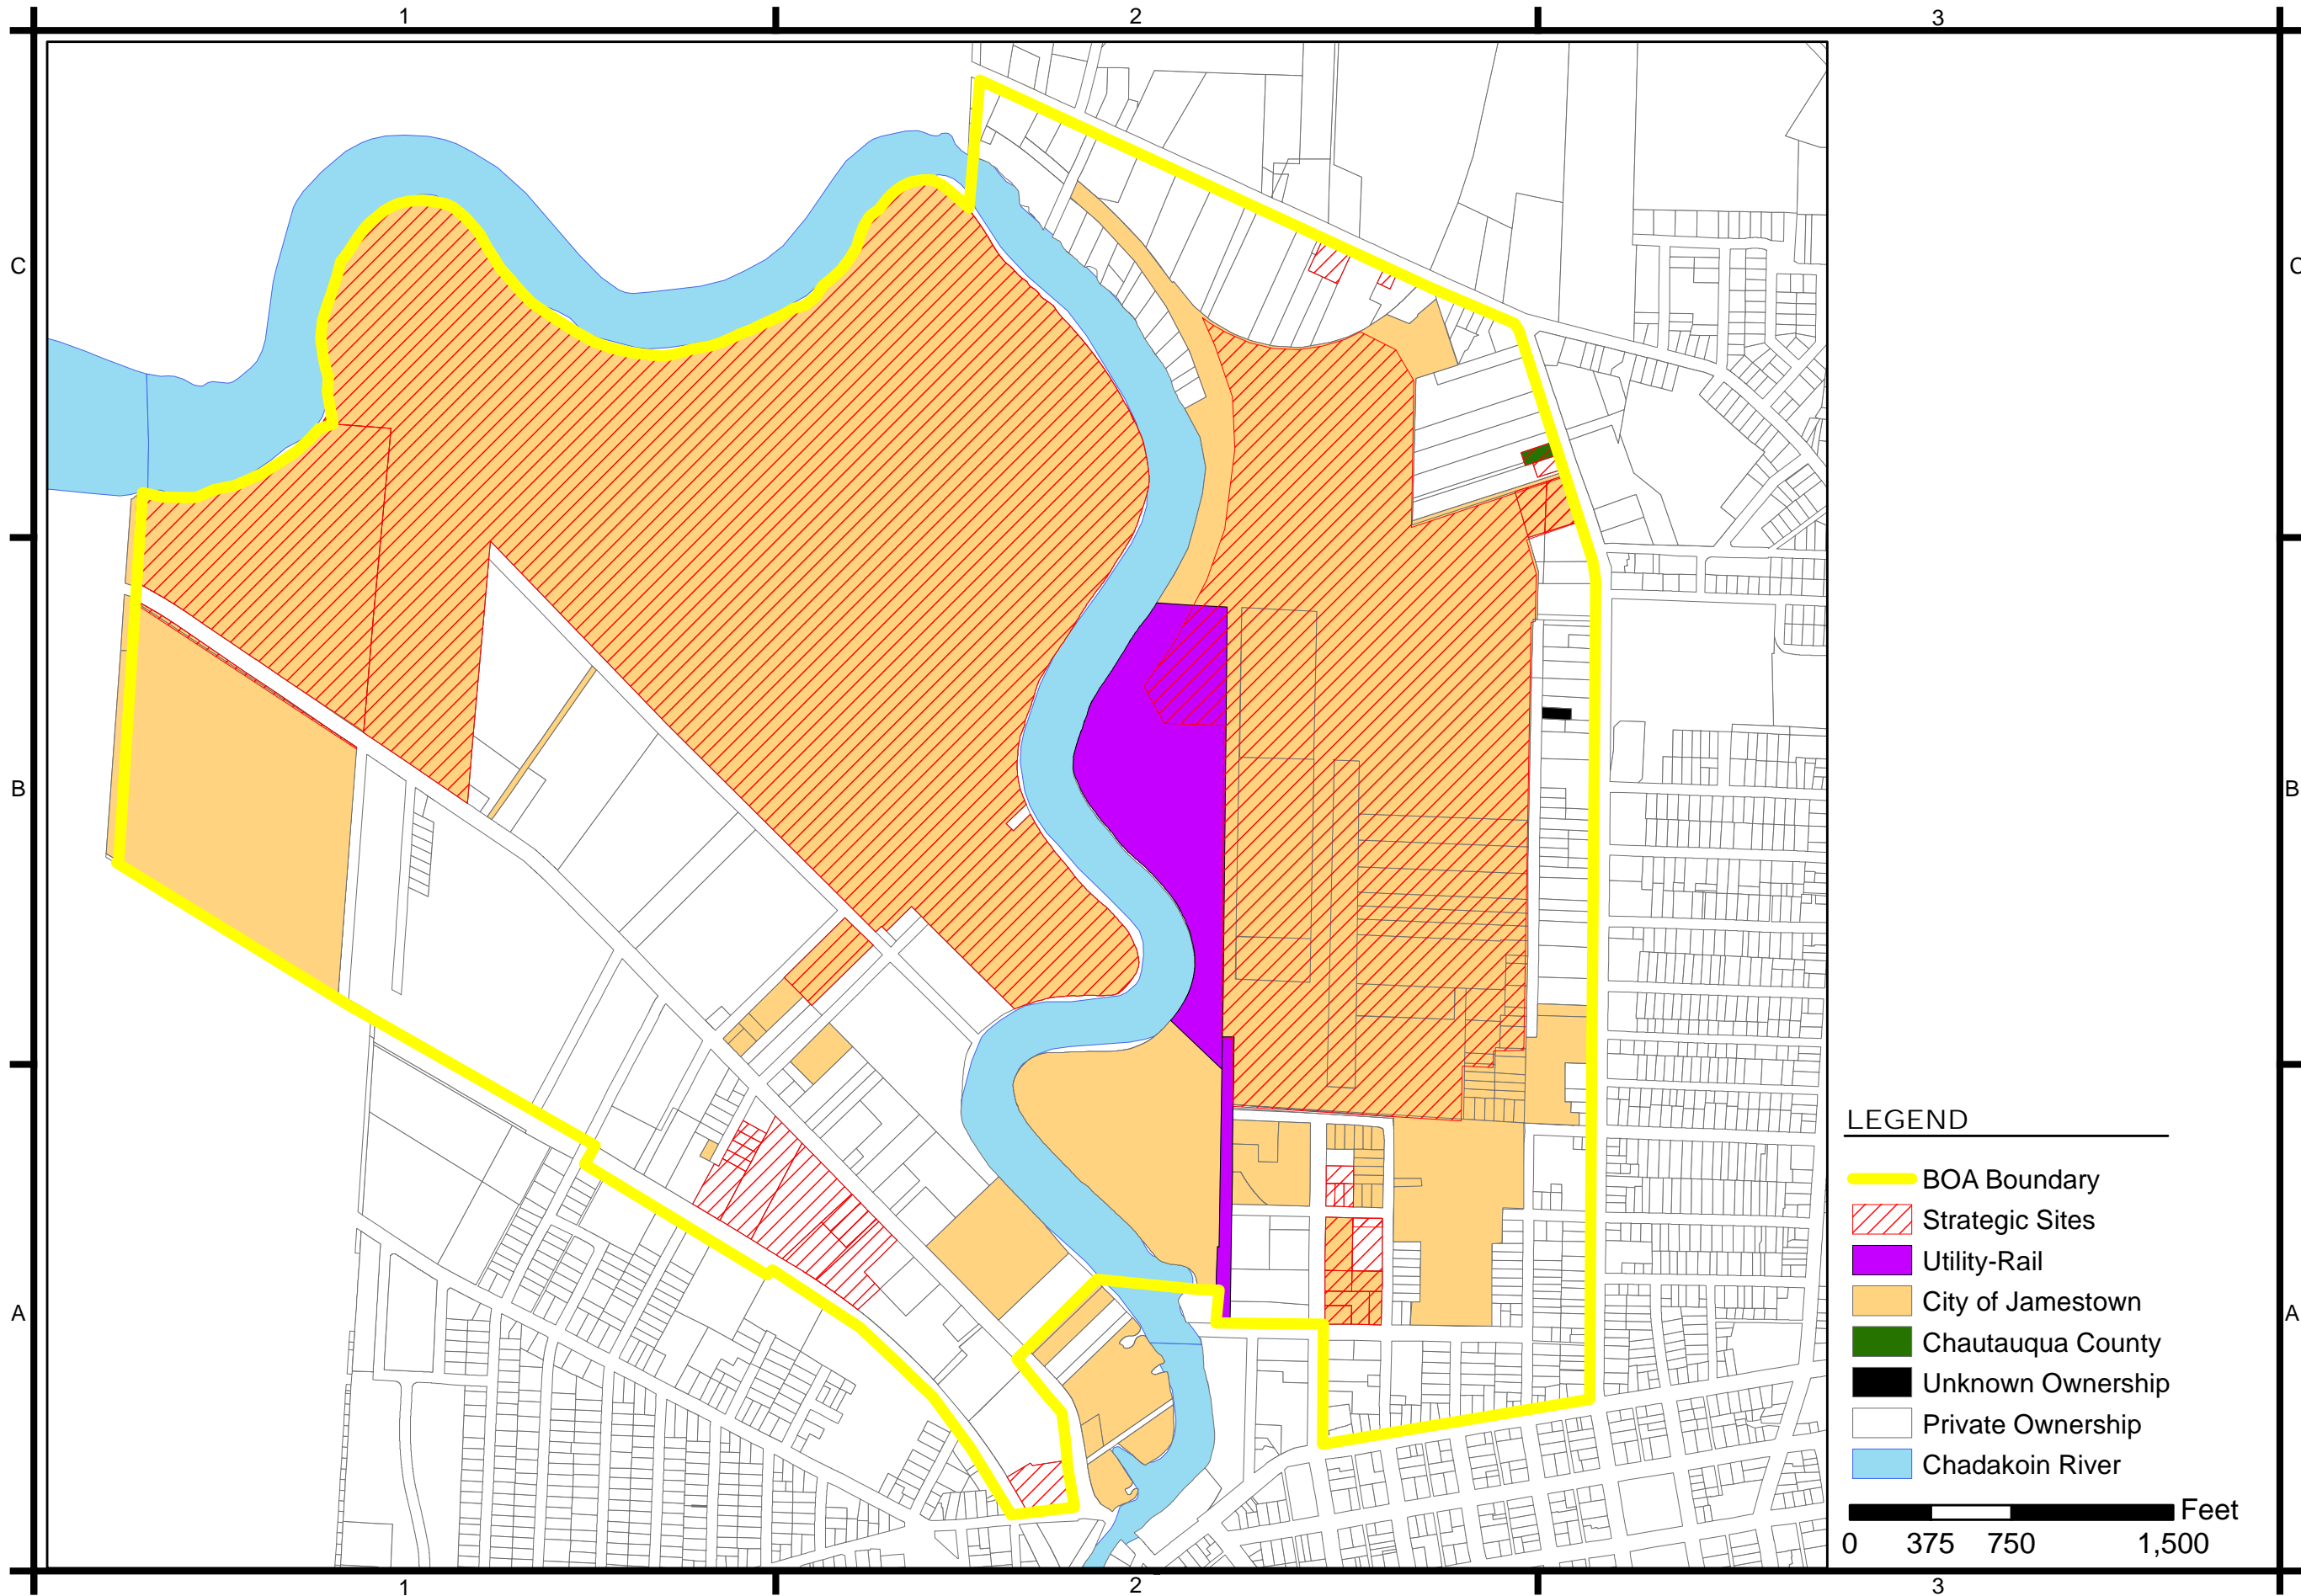 1 2 3
C C
B B
A A
LEGEND
BOA Boundary
Strategic Sites
Utility-Rail
City of Jamestown
Chautauqua County
Unknown Ownership
Private Ownership
Chadakoin River
Feet
0 375 750 1,500
1 2 3